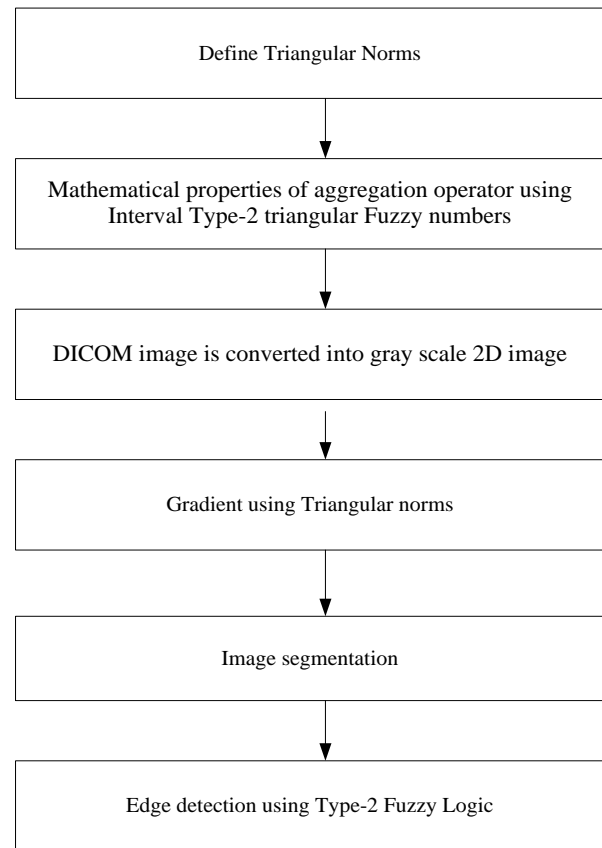 Define Triangular Norms
Mathematical properties of aggregation operator using
Interval Type-2 triangular Fuzzy numbers
DICOM image is converted into gray scale 2D image
Gradient using Triangular norms
Image segmentation
Edge detection using Type-2 Fuzzy Logic